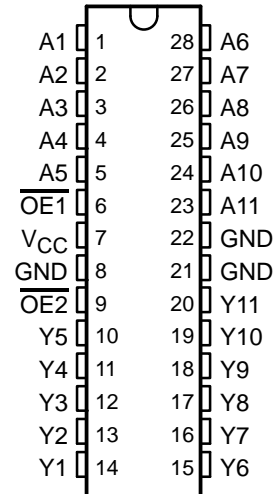 A1 1 28 A6
A2 2 27 A7
A3 3 26 A8
A4 4 25 A9
A5 5 24 A10
O̅E̅1̅ 6 23 A11
VCC 7 22 GND
GND 8 21 GND
O̅E̅2̅ 9 20 Y11
Y5 10 19 Y10
Y4 11 18 Y9
Y3 12 17 Y8
Y2 13 16 Y7
Y1 14 15 Y6